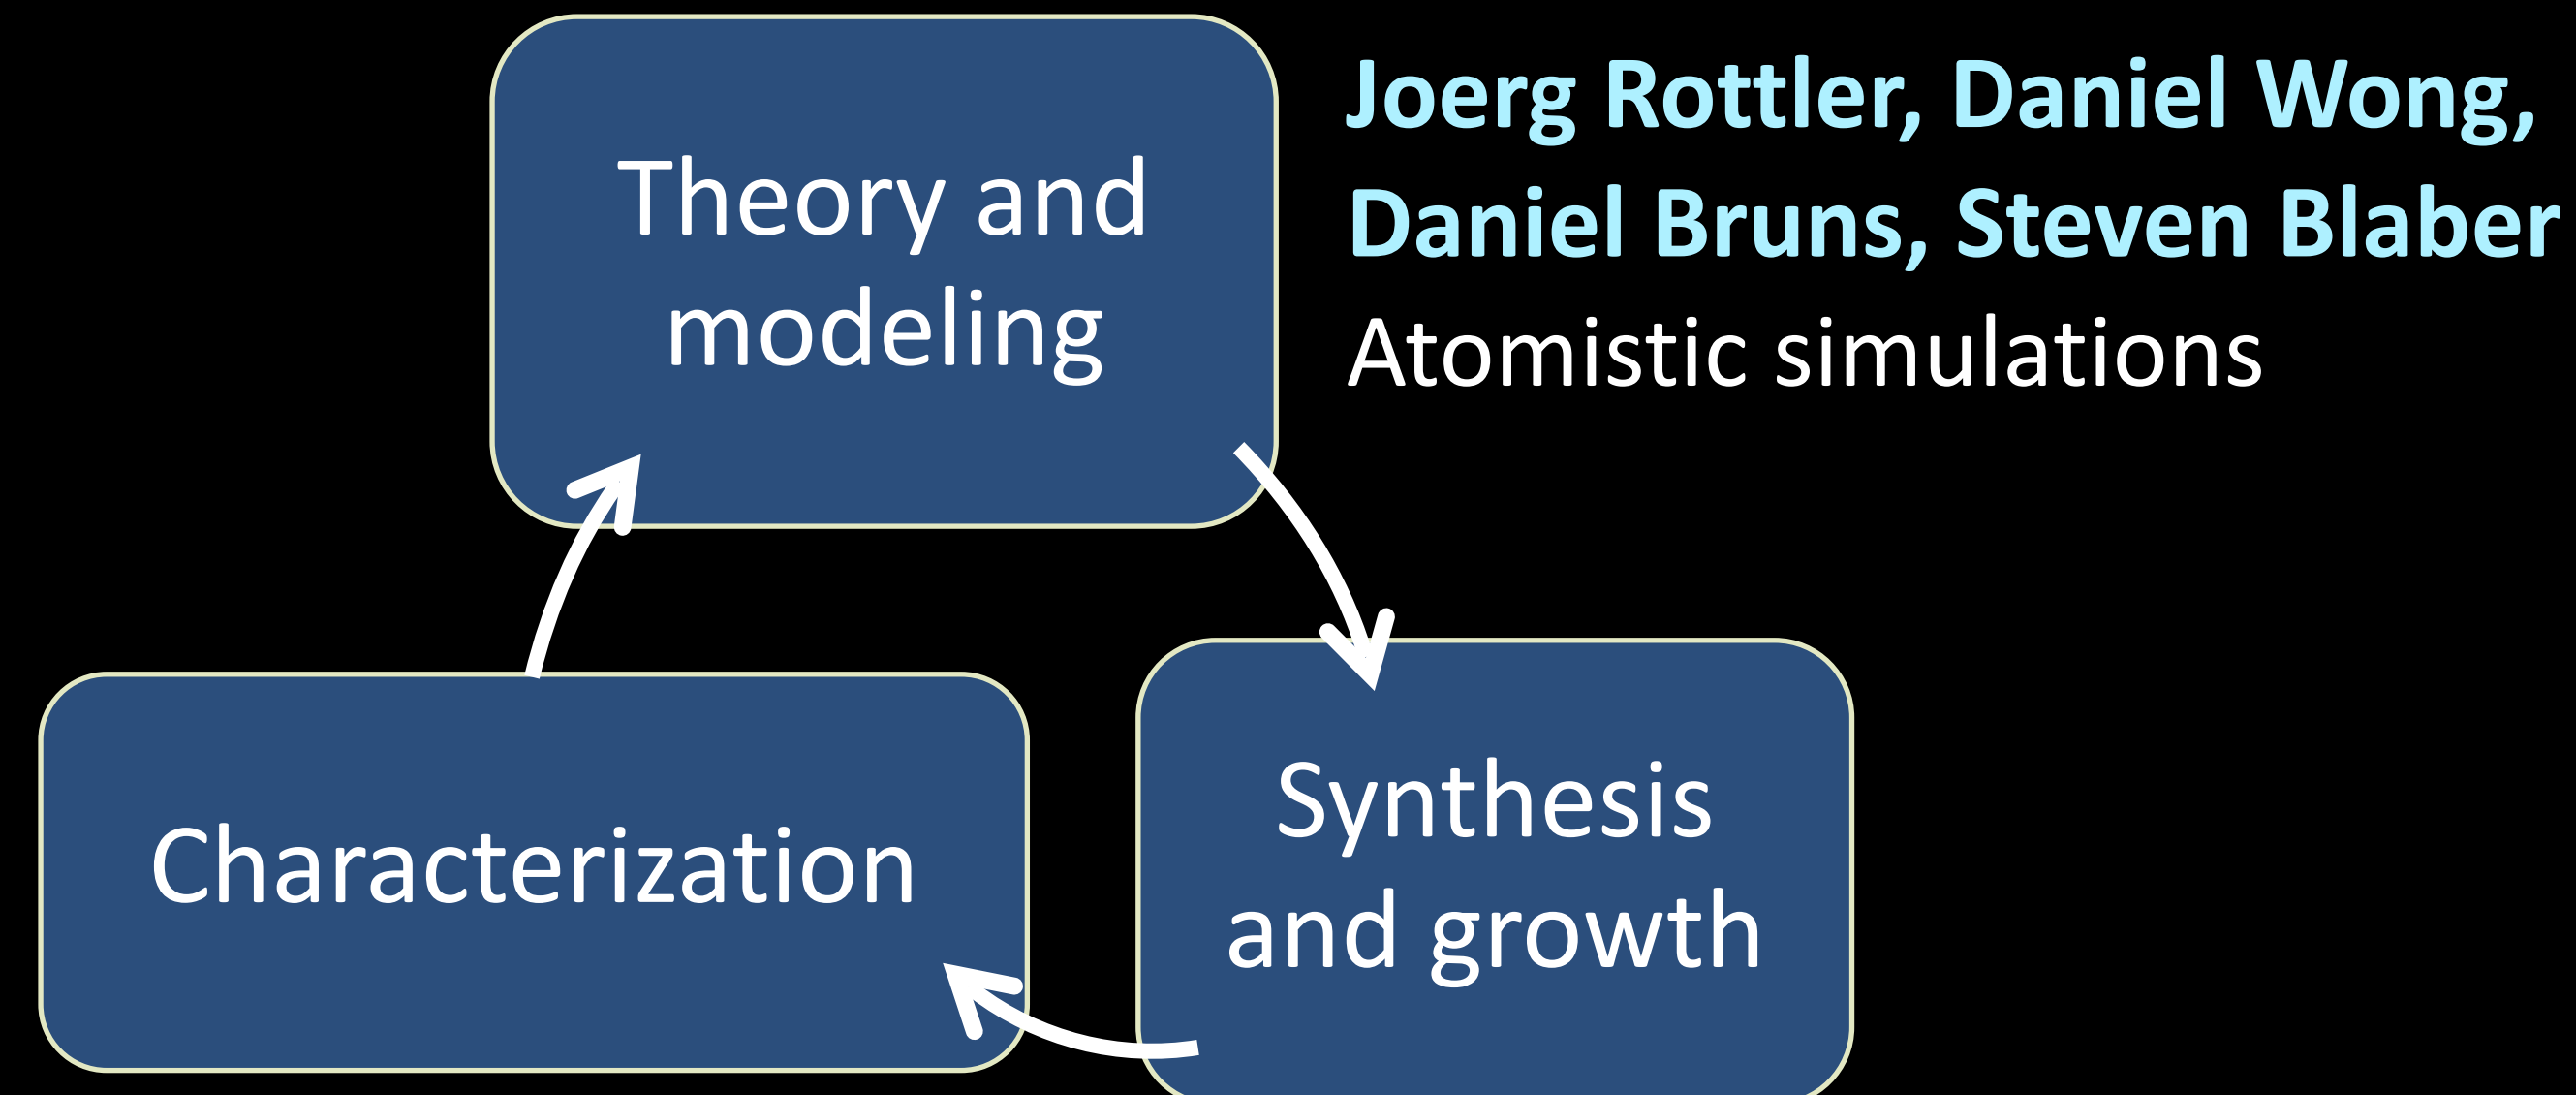 Theory and
modeling
Joerg Rottler, Daniel Wong,
Daniel Bruns, Steven Blaber
Atomistic simulations
Characterization
Synthesis
and growth